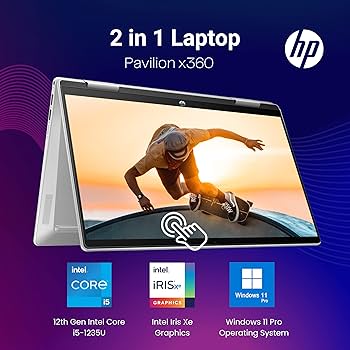 2 in 1 Laptop
Pavilion x360
hp
hp
intel
CORE
i5
intel
iRIS Xe
GRAPHICS
Windows 11
Pro
12th Gen Intel Core
i5-1235U
Intel Iris Xe
Graphics
Windows 11 Pro
Operating System